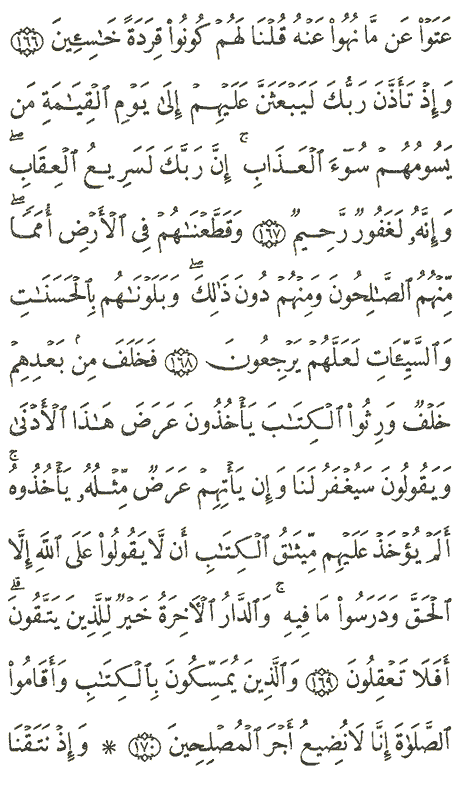 عَتَوۡاْ عَن مَّا نُهُواْ عَنۡهُ قُلۡنَا لَهُمۡ كُونُواْ قِرَدَةً خَٰسِـِٔينَ ١٦٦
وَإِذۡ تَأَذَّنَ رَبُّكَ لَيَبۡعَثَنَّ عَلَيۡهِمۡ إِلَىٰ يَوۡمِ ٱلۡقِيَٰمَةِ مَن
يَسُومُهُمۡ سُوٓءَ ٱلۡعَذَابِۚ إِنَّ رَبَّكَ لَسَرِيعُ ٱلۡعِقَابِۖ
وَإِنَّهُۥ لَغَفُورٞ رَّحِيمٞ ١٦٧ وَقَطَّعۡنَٰهُمۡ فِي ٱلۡأَرۡضِ أُمَمٗاۖ
مِّنۡهُمُ ٱلصَّٰلِحُونَ وَمِنۡهُمۡ دُونَ ذَٰلِكَۖ وَبَلَوۡنَٰهُم بِٱلۡحَسَنَٰتِ
وَٱلسَّيِّـَٔاتِ لَعَلَّهُمۡ يَرۡجِعُونَ ١٦٨ فَخَلَفَ مِنۢ بَعۡدِهِمۡ
خَلۡفٞ وَرِثُواْ ٱلۡكِتَٰبَ يَأۡخُذُونَ عَرَضَ هَٰذَا ٱلۡأَدۡنَىٰ
وَيَقُولُونَ سَيُغۡفَرُ لَنَا وَإِن يَأۡتِهِمۡ عَرَضٞ مِّثۡلُهُۥ يَأۡخُذُوهُۚ
أَلَمۡ يُؤۡخَذۡ عَلَيۡهِم مِّيثَٰقُ ٱلۡكِتَٰبِ أَن لَّا يَقُولُواْ عَلَى ٱللَّهِ إِلَّا
ٱلۡحَقَّ وَدَرَسُواْ مَا فِيهِۗ وَٱلدَّارُ ٱلۡأٓخِرَةُ خَيۡرٞ لِّلَّذِينَ يَتَّقُونَۚ
أَفَلَا تَعۡقِلُونَ ١٦٩ وَٱلَّذِينَ يُمَسِّكُونَ بِٱلۡكِتَٰبِ وَأَقَامُواْ
ٱلصَّلَوٰةَ إِنَّا لَا نُضِيعُ أَجۡرَ ٱلۡمُصۡلِحِينَ ١٧٠ * وَإِذۡ نَتَقۡنَا